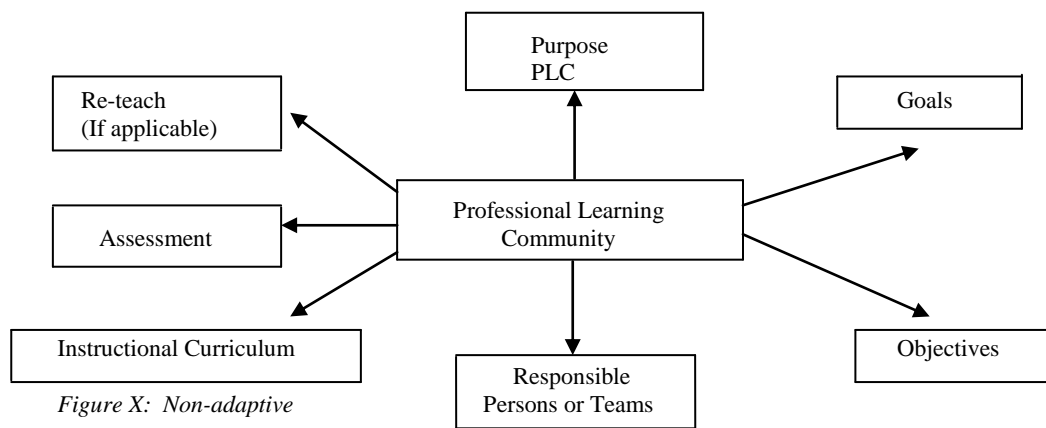 Purpose
PLC
Re-teach
(If applicable)
Goals
Professional Learning
Community
Assessment
Instructional Curriculum
Objectives
Responsible
Persons or Teams
Figure X:  Non-adaptive